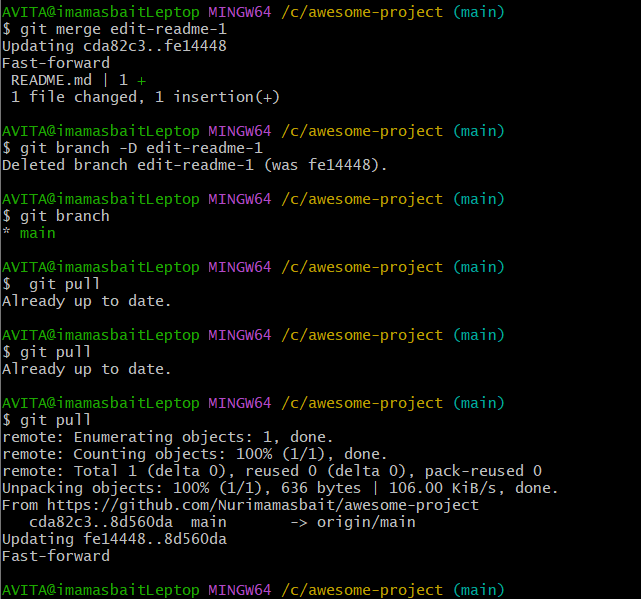 AVITA@imamasbaitLeptop MINGW64 /c/awesome-project (main)
$ git merge edit-readme-1
Updating cda82c3..fe14448
Fast-forward
 README.md | 1 +
 1 file changed, 1 insertion(+)

AVITA@imamasbaitLeptop MINGW64 /c/awesome-project (main)
$ git branch -D edit-readme-1
Deleted branch edit-readme-1 (was fe14448).

AVITA@imamasbaitLeptop MINGW64 /c/awesome-project (main)
$ git branch
* main

AVITA@imamasbaitLeptop MINGW64 /c/awesome-project (main)
$  git pull
Already up to date.

AVITA@imamasbaitLeptop MINGW64 /c/awesome-project (main)
$ git pull
Already up to date.

AVITA@imamasbaitLeptop MINGW64 /c/awesome-project (main)
$ git pull
remote: Enumerating objects: 1, done.
remote: Counting objects: 100% (1/1), done.
remote: Total 1 (delta 0), reused 0 (delta 0), pack-reused 0
Unpacking objects: 100% (1/1), 636 bytes | 106.00 KiB/s, done.
From https://github.com/Nurimamasbait/awesome-project
   cda82c3..8d560da  main       -> origin/main
Updating fe14448..8d560da
Fast-forward

AVITA@imamasbaitLeptop MINGW64 /c/awesome-project (main)